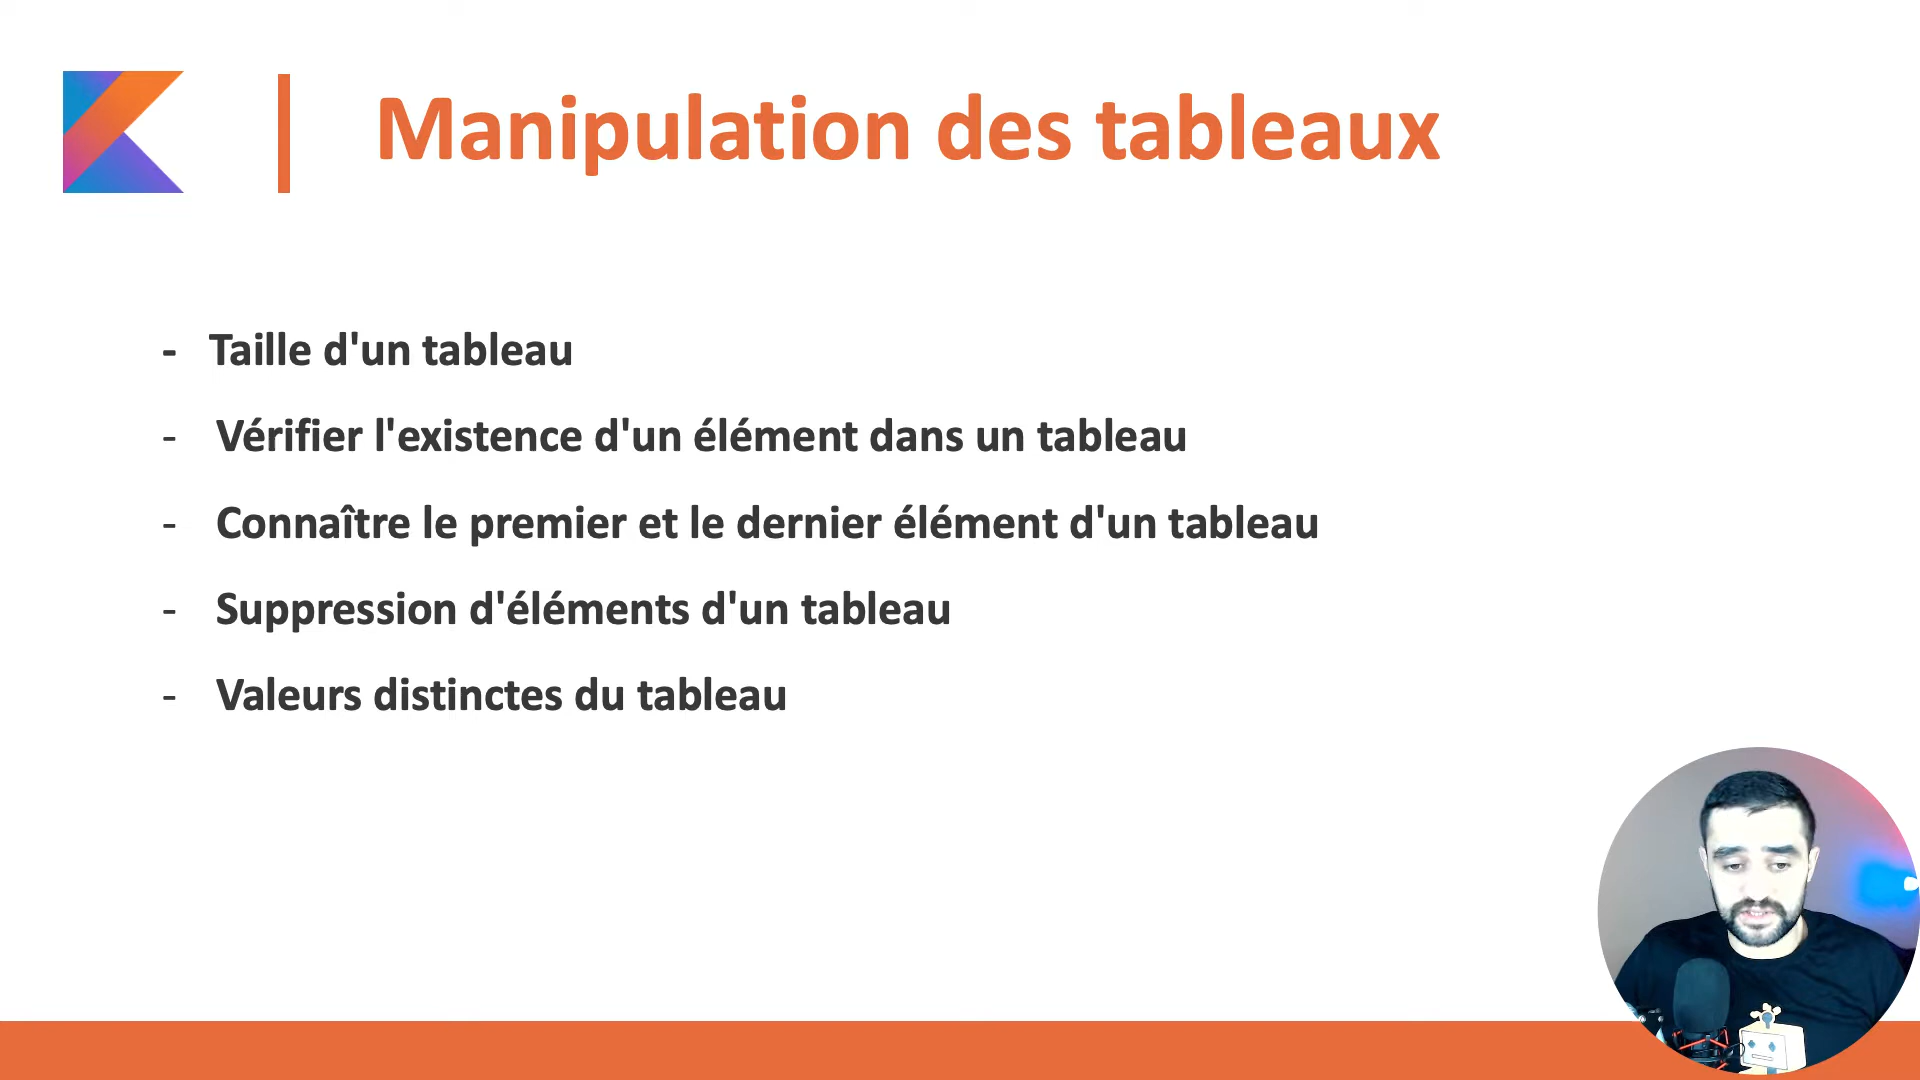 Manipulation des tableaux
- Taille d'un tableau
- Vérifier l'existence d'un élément dans un tableau
- Connaître le premier et le dernier élément d'un tableau
- Suppression d'éléments d'un tableau
- Valeurs distinctes du tableau